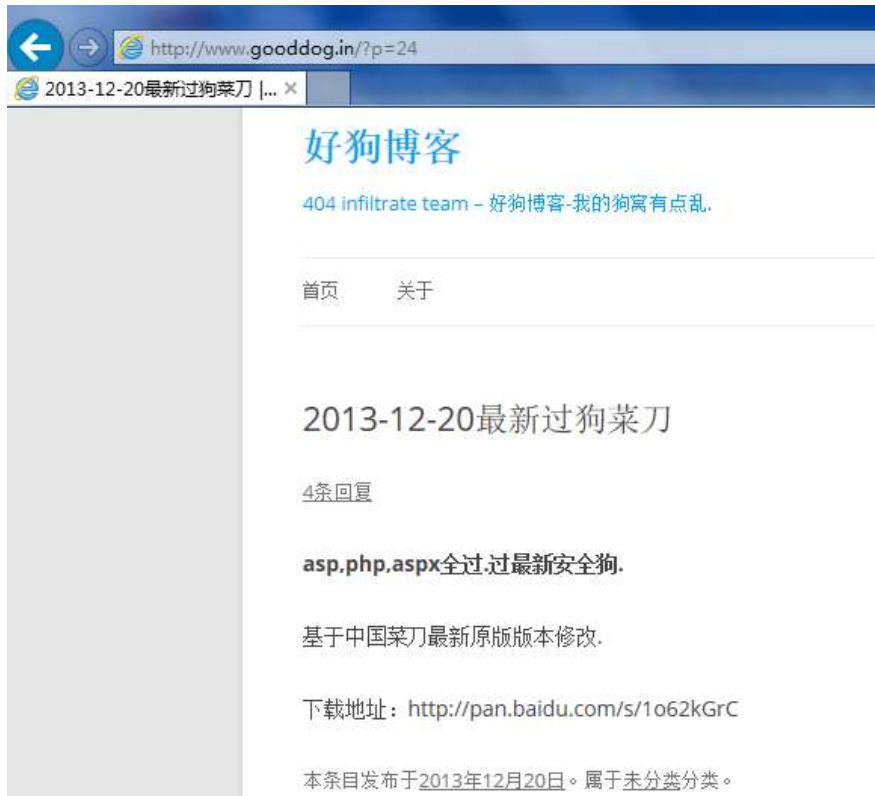 http://www.gooddog.in/?p=24
2013-12-20最新过狗菜刀 |...
好狗博客
404 infiltrate team – 好狗博客-我的狗窝有点乱.
首页 关于
2013-12-20最新过狗菜刀
4条回复
asp,php,aspx全过.过最新安全狗.
基于中国菜刀最新原版版本修改.
下载地址：http://pan.baidu.com/s/1o62kGrC
本条目发布于2013年12月20日。属于未分类分类。